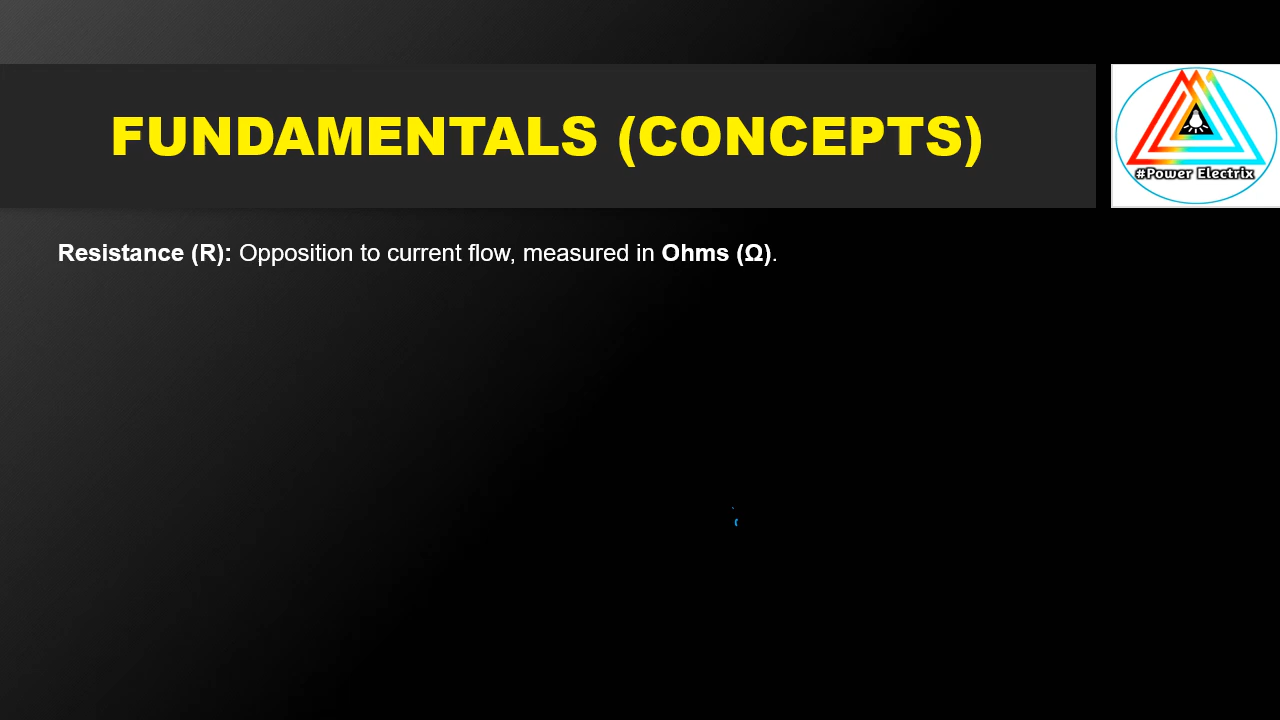 FUNDAMENTALS (CONCEPTS)
#Power Electrix
Resistance (R): Opposition to current flow, measured in Ohms (Ω).